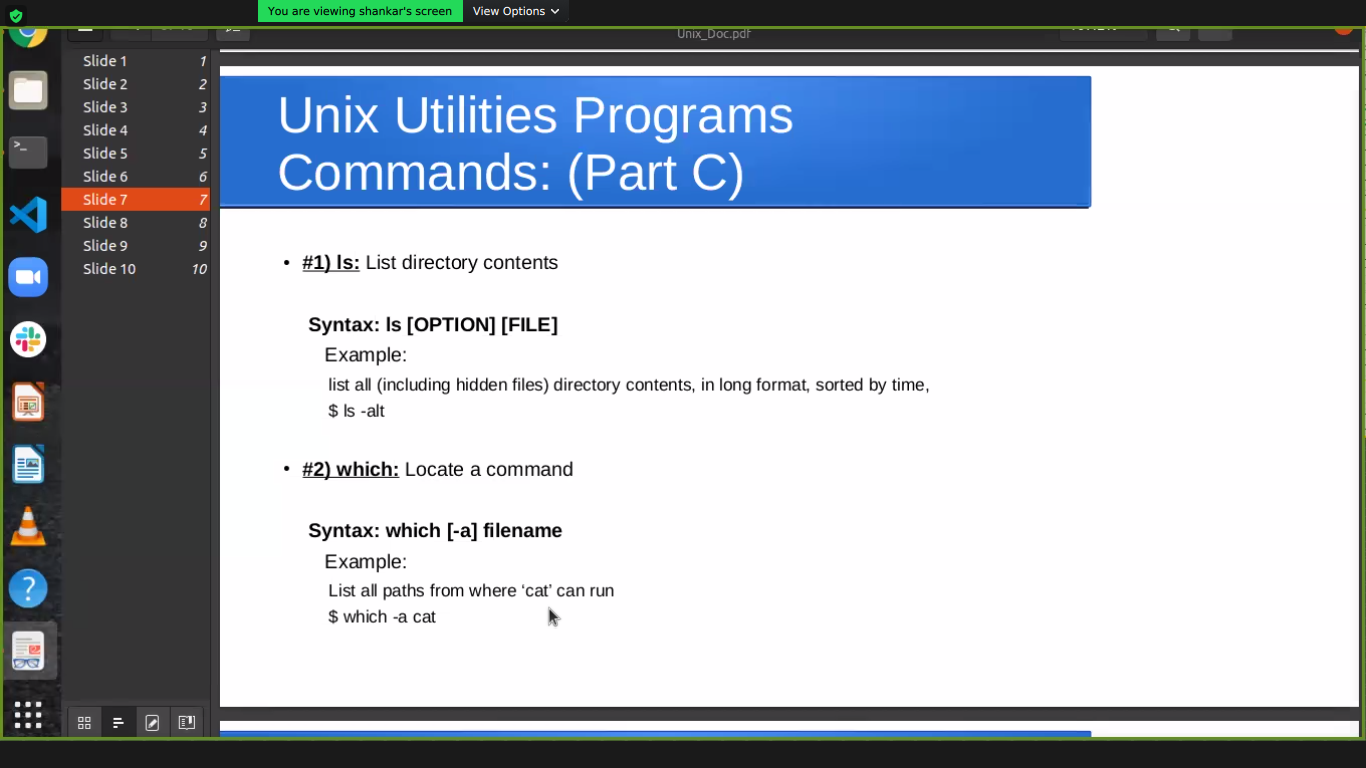 You are viewing shankar's screen View Options
Unix_Doc.pdf
Slide 1 1
Slide 2 2
Slide 3 3
Slide 4 4
Slide 5 5
Slide 6 6
Slide 7 7
Slide 8 8
Slide 9 9
Slide 10 10
Unix Utilities Programs
Commands: (Part C)
• #1) ls: List directory contents
Syntax: ls [OPTION] [FILE]
Example:
list all (including hidden files) directory contents, in long format, sorted by time,
$ ls -alt
• #2) which: Locate a command
Syntax: which [-a] filename
Example:
List all paths from where ‘cat’ can run
$ which -a cat